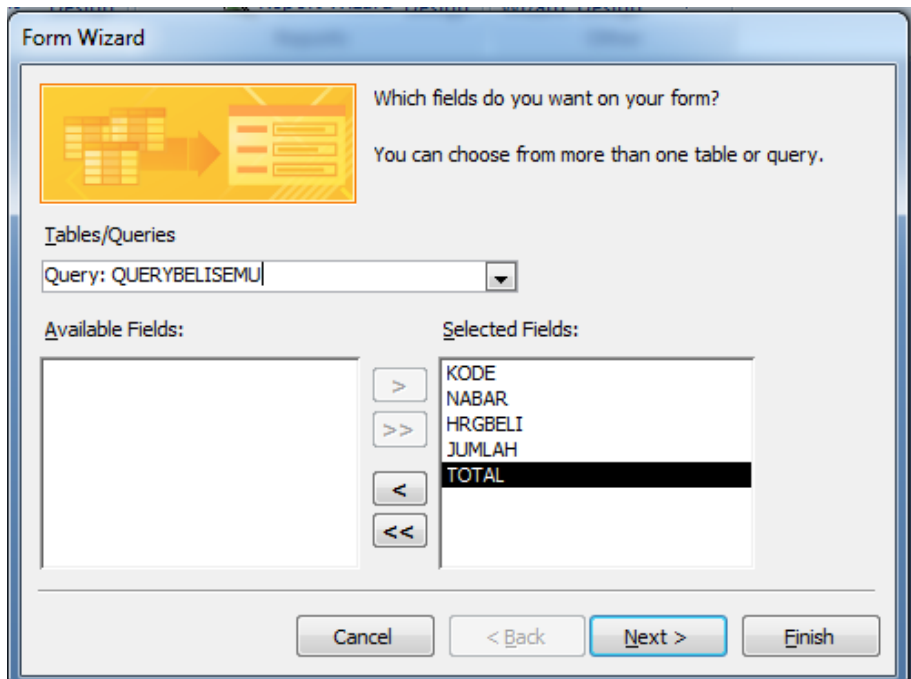 Form Wizard
Which fields do you want on your form?
You can choose from more than one table or query.
Tables/Queries
Query: QUERYBELISEMU
Available Fields:
Selected Fields:
>
>>
<
<<
KODE
NABAR
HRGBELI
JUMLAH
TOTAL
Cancel
< Back
Next >
Finish